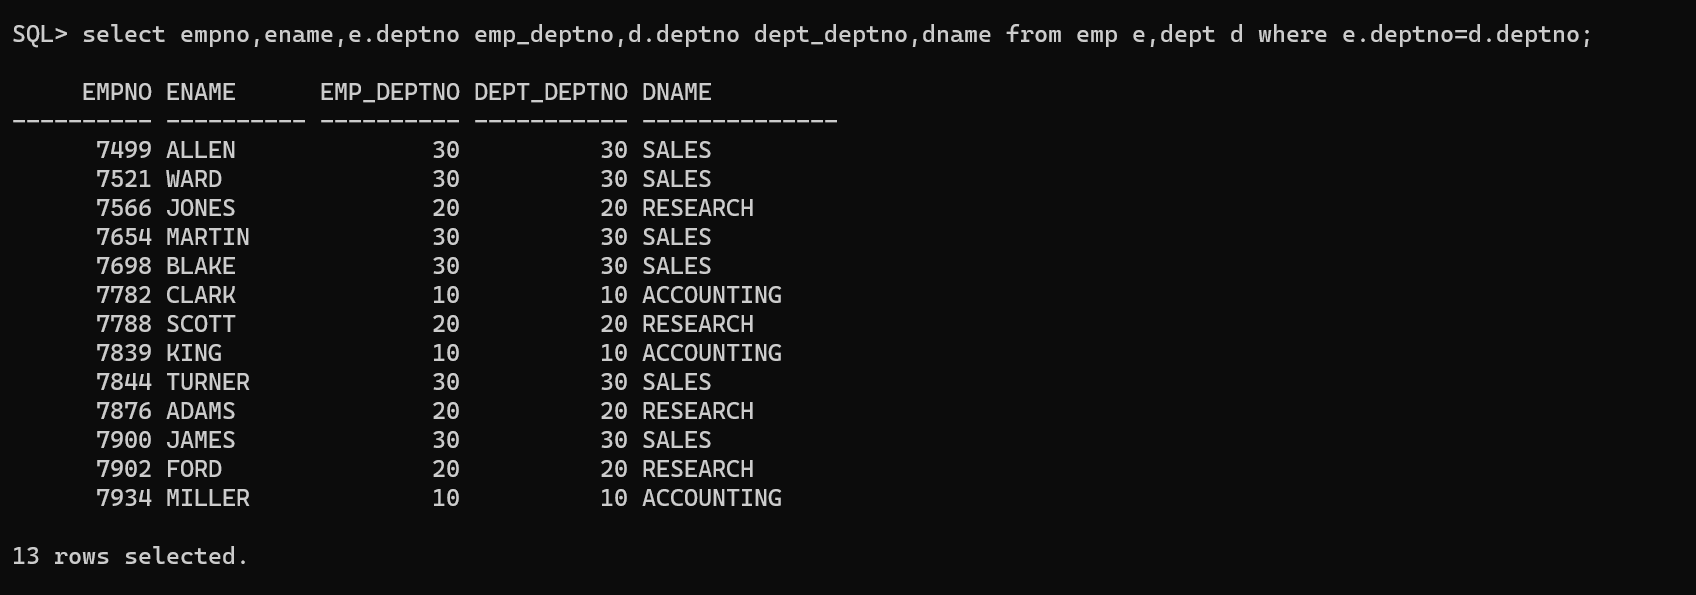 SQL> select empno,ename,e.deptno emp_deptno,d.deptno dept_deptno,dname from emp e,dept d where e.deptno=d.deptno;
     EMPNO ENAME      EMP_DEPTNO DEPT_DEPTNO DNAME
---------- ---------- ---------- ----------- --------------
      7499 ALLEN              30          30 SALES
      7521 WARD               30          30 SALES
      7566 JONES              20          20 RESEARCH
      7654 MARTIN             30          30 SALES
      7698 BLAKE              30          30 SALES
      7782 CLARK              10          10 ACCOUNTING
      7788 SCOTT              20          20 RESEARCH
      7839 KING               10          10 ACCOUNTING
      7844 TURNER             30          30 SALES
      7876 ADAMS              20          20 RESEARCH
      7900 JAMES              30          30 SALES
      7902 FORD               20          20 RESEARCH
      7934 MILLER             10          10 ACCOUNTING
13 rows selected.